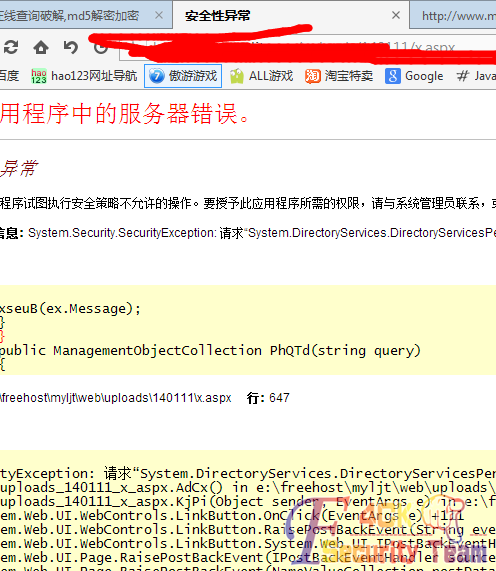 在线查询破解,md5解密加密
安全性异常
http://www.m
/x.aspx
百度
hao123网址导航
傲游游戏
ALL游戏
淘宝特卖
Google
# Java
用程序中的服务器错误。
异常
程序试图执行安全策略不允许的操作。要授予此应用程序所需的权限，请与系统管理员联系，或
信息: System.Security.SecurityException: 请求“System.DirectoryServices.DirectoryServicesPe
xseuB(ex.Message);
}
}
public ManagementObjectCollection PhQTd(string query)
{
\freehost\myljt\web\uploads\140111\x.aspx 行: 647
tyException: 请求“System.DirectoryServices.DirectoryServicesPer
uploads_140111_x_aspx.AdCx() in e:\freehost\myljt\web\uploads\
uploads_140111_x_aspx.KjPi(Object sender, EventArgs e) in e:\f
em.Web.UI.WebControls.LinkButton.OnClick(EventArgs e) +111
em.Web.UI.WebControls.LinkButton.RaisePostBackEvent(String eve
em.Web.UI.WebControls.LinkButton.System.Web.UI.IPostBackEventH
em.Web.UI.Page.RaisePostBackEvent(IPostBackEventHandler source
em.Web.UI.Page.RaisePostBackEvent(NameValueCollection postData